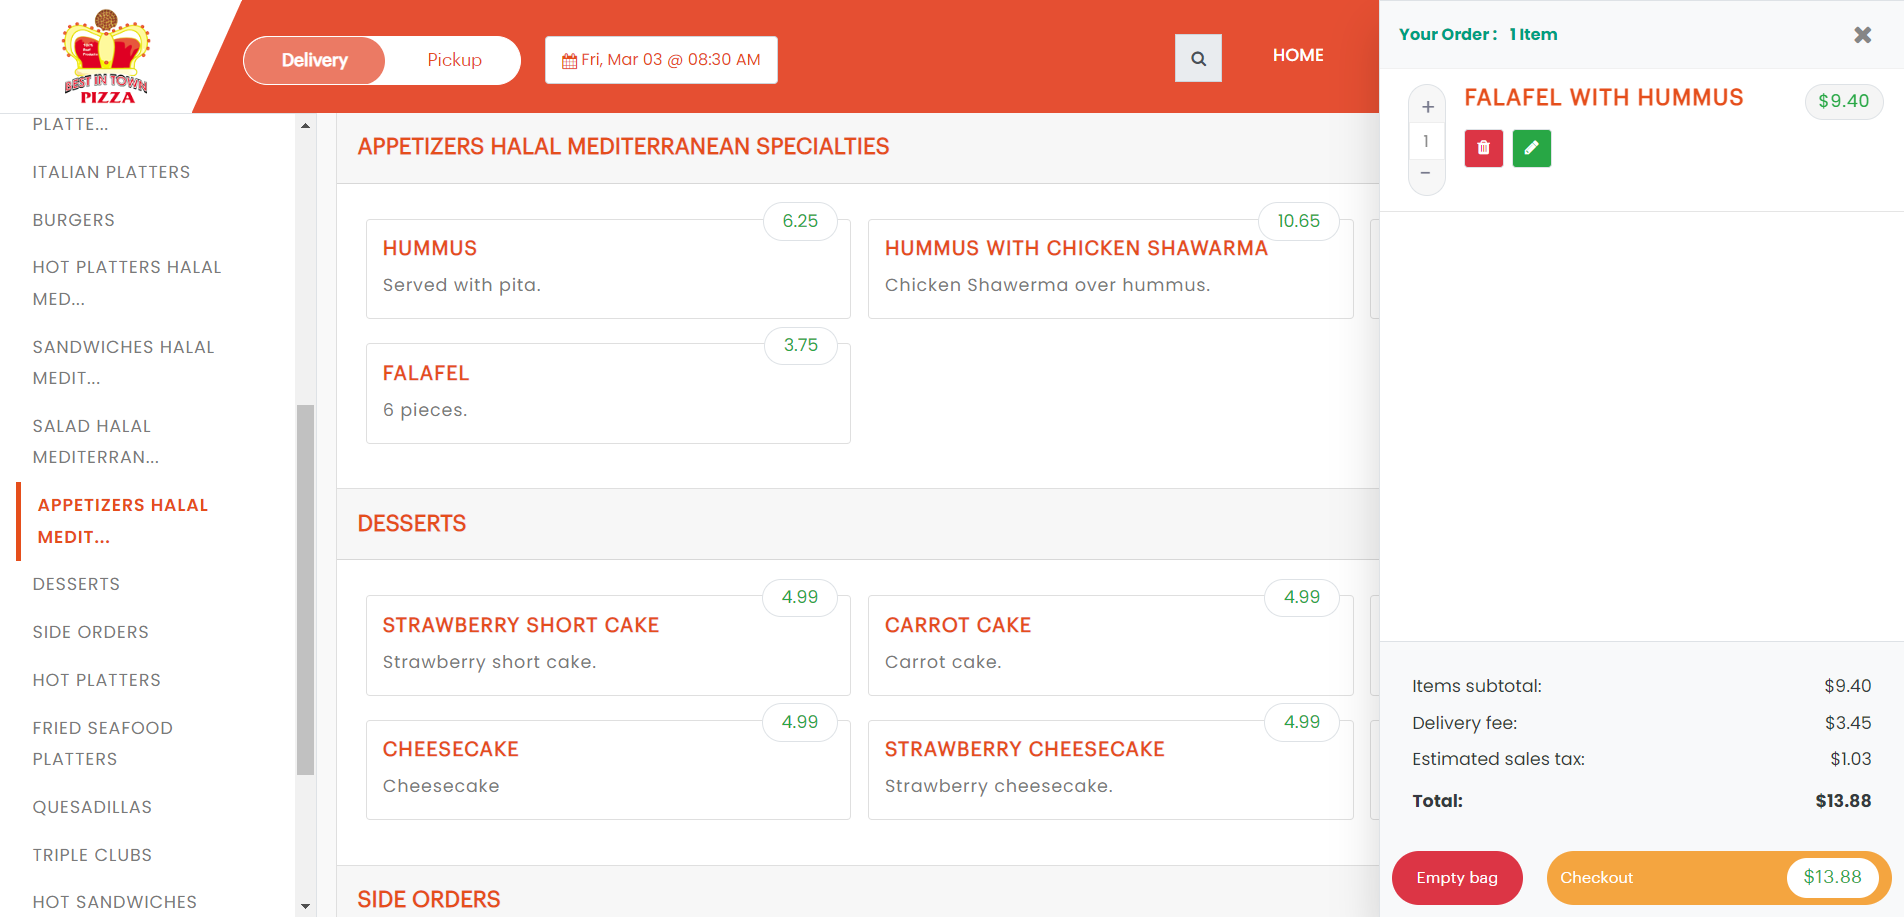 BEST IN TOWN
PIZZA
Delivery
Pickup
Fri, Mar 03 @ 08:30 AM
HOME
PLATTE...
ITALIAN PLATTERS
BURGERS
HOT PLATTERS HALAL
MED...
SANDWICHES HALAL
MEDIT...
SALAD HALAL
MEDITERRAN...
APPETIZERS HALAL
MEDIT...
DESSERTS
SIDE ORDERS
HOT PLATTERS
FRIED SEAFOOD
PLATTERS
QUESADILLAS
TRIPLE CLUBS
HOT SANDWICHES
APPETIZERS HALAL MEDITERRANEAN SPECIALTIES
6.25
HUMMUS
Served with pita.
10.65
HUMMUS WITH CHICKEN SHAWARMA
Chicken Shawerma over hummus.
3.75
FALAFEL
6 pieces.
DESSERTS
4.99
STRAWBERRY SHORT CAKE
Strawberry short cake.
4.99
CARROT CAKE
Carrot cake.
4.99
CHEESECAKE
Cheesecake
4.99
STRAWBERRY CHEESECAKE
Strawberry cheesecake.
SIDE ORDERS
Your Order : 1 Item
+
1
−
FALAFEL WITH HUMMUS
$9.40
Items subtotal: $9.40
Delivery fee: $3.45
Estimated sales tax: $1.03
Total: $13.88
Empty bag
Checkout $13.88